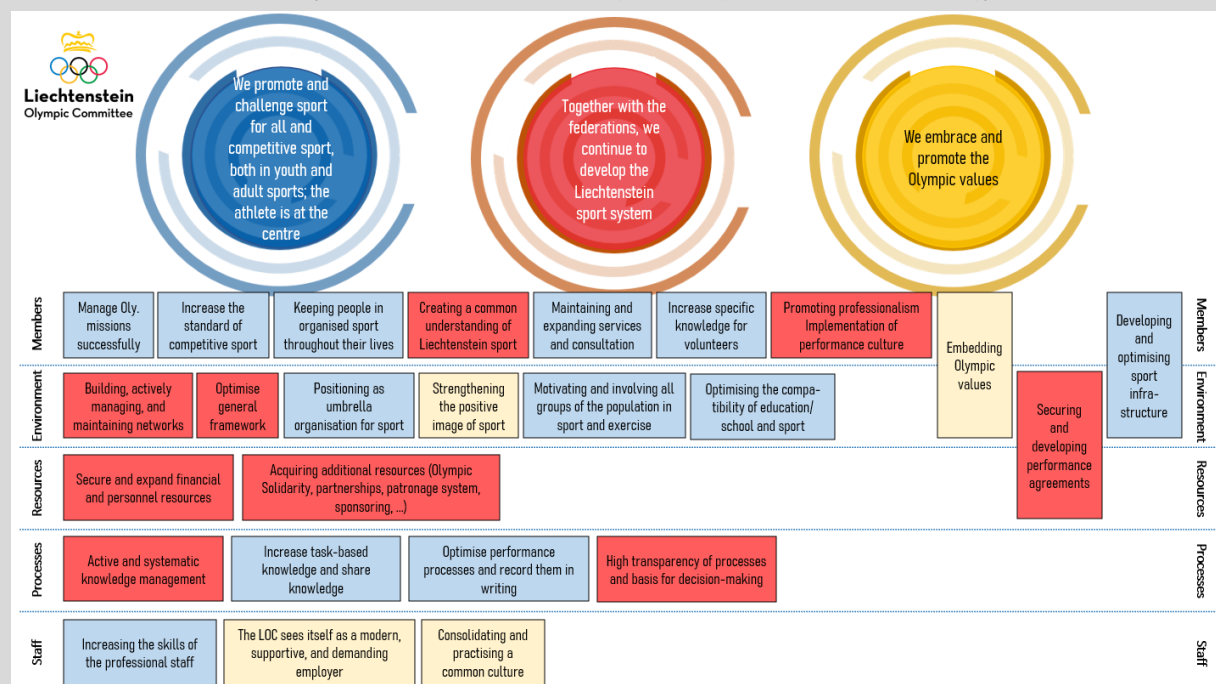 Liechtenstein
Olympic Committee
We promote and
challenge sport
for all and
competitive sport,
both in youth and
adult sports; the
athlete is at the
centre
Together with the
federations, we
continue to
develop the
Liechtenstein
sport system
We embrace and
promote the
Olympic values
Members
Manage Oly.
missions
successfully
Increase the
standard of
competitive sport
Keeping people in
organised sport
throughout their lives
Creating a common
understanding of
Liechtenstein sport
Maintaining and
expanding services
and consultation
Increase specific
knowledge for
volunteers
Promoting professionalism
Implementation of
performance culture
Embedding
Olympic
values
Developing
and
optimising
sport
infra-
structure
Members
Environment
Building, actively
managing, and
maintaining networks
Optimise
general
framework
Positioning as
umbrella
organisation for sport
Strengthening
the positive
image of sport
Motivating and involving all
groups of the population in
sport and exercise
Optimising the compa-
tibility of education/
school and sport
Securing
and
developing
performance
agreements
Environment
Resources
Secure and expand financial
and personnel resources
Acquiring additional resources (Olympic
Solidarity, partnerships, patronage system,
sponsoring, ...)
Resources
Processes
Active and systematic
knowledge management
Increase task-based
knowledge and share
knowledge
Optimise performance
processes and record them in
writing
High transparency of processes
and basis for decision-making
Processes
Staff
Increasing the skills of
the professional staff
The LOC sees itself as a modern,
supportive, and demanding
employer
Consolidating and
practising a
common culture
Staff